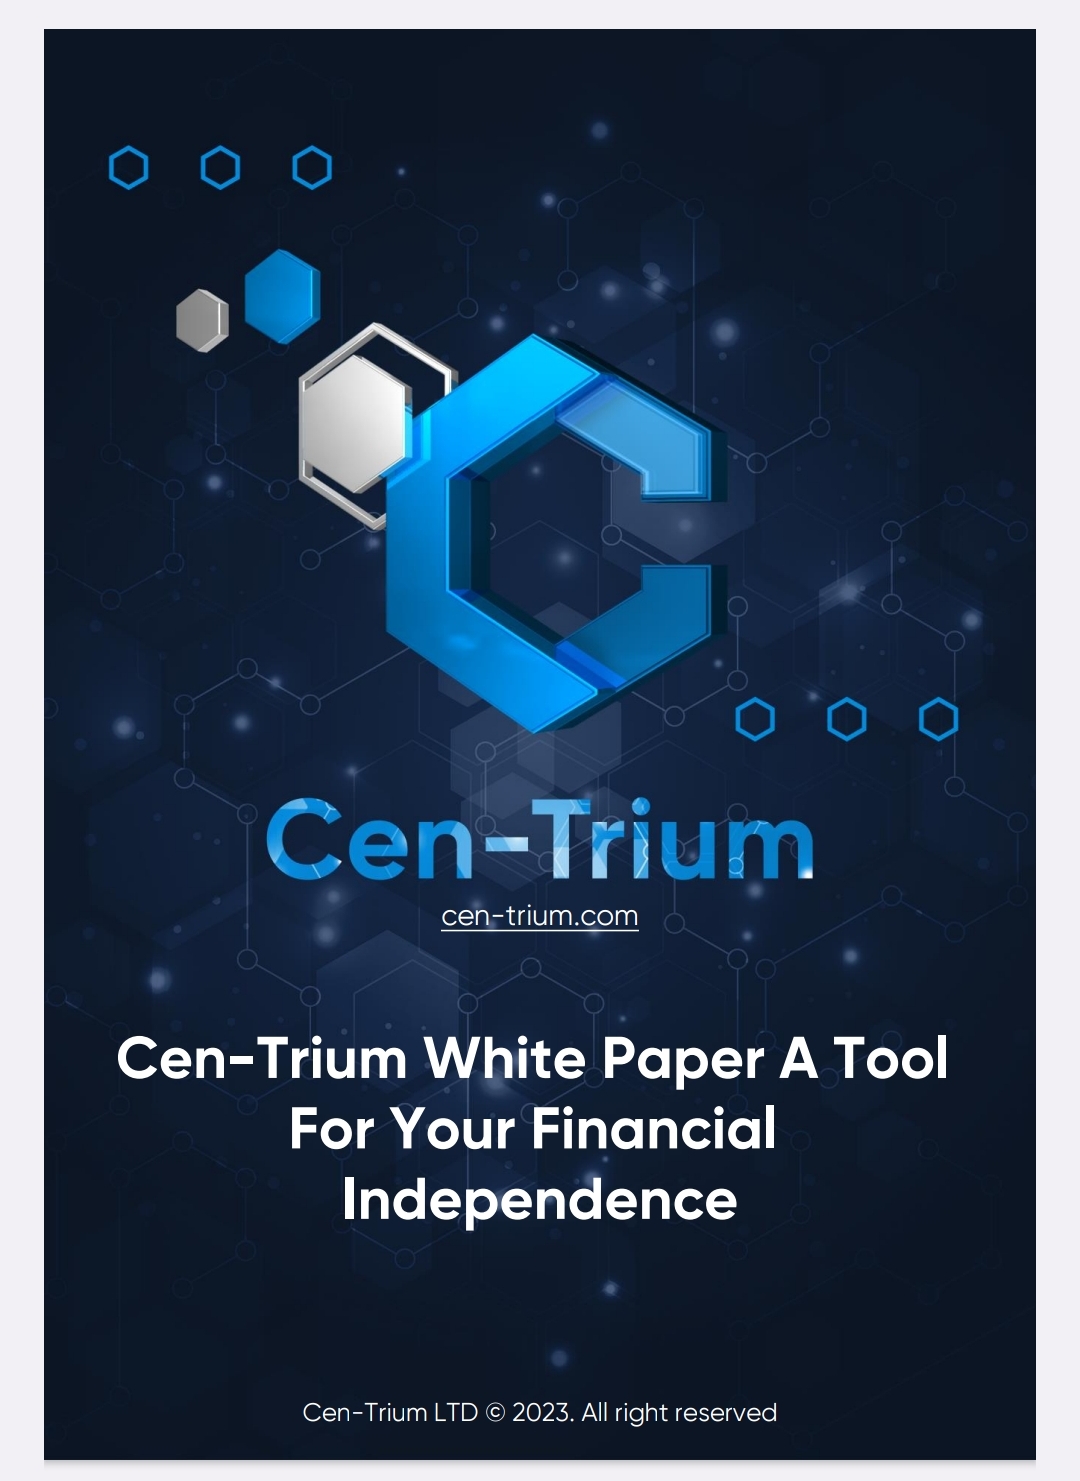 Cen-Trium
cen-trium.com
Cen-Trium White Paper A Tool
For Your Financial
Independence
Cen-Trium LTD © 2023. All right reserved